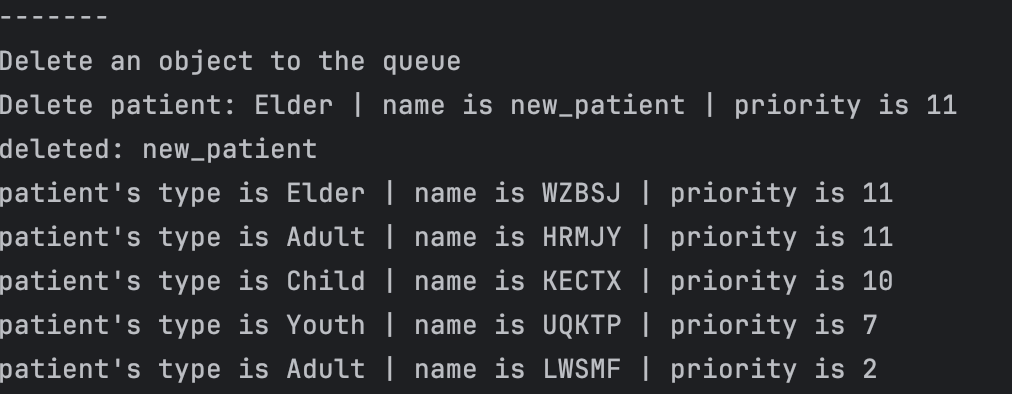 -------
Delete an object to the queue
Delete patient: Elder | name is new_patient | priority is 11
deleted: new_patient
patient's type is Elder | name is WZBSJ | priority is 11
patient's type is Adult | name is HRMJY | priority is 11
patient's type is Child | name is KECTX | priority is 10
patient's type is Youth | name is UQKTP | priority is 7
patient's type is Adult | name is LWSMF | priority is 2